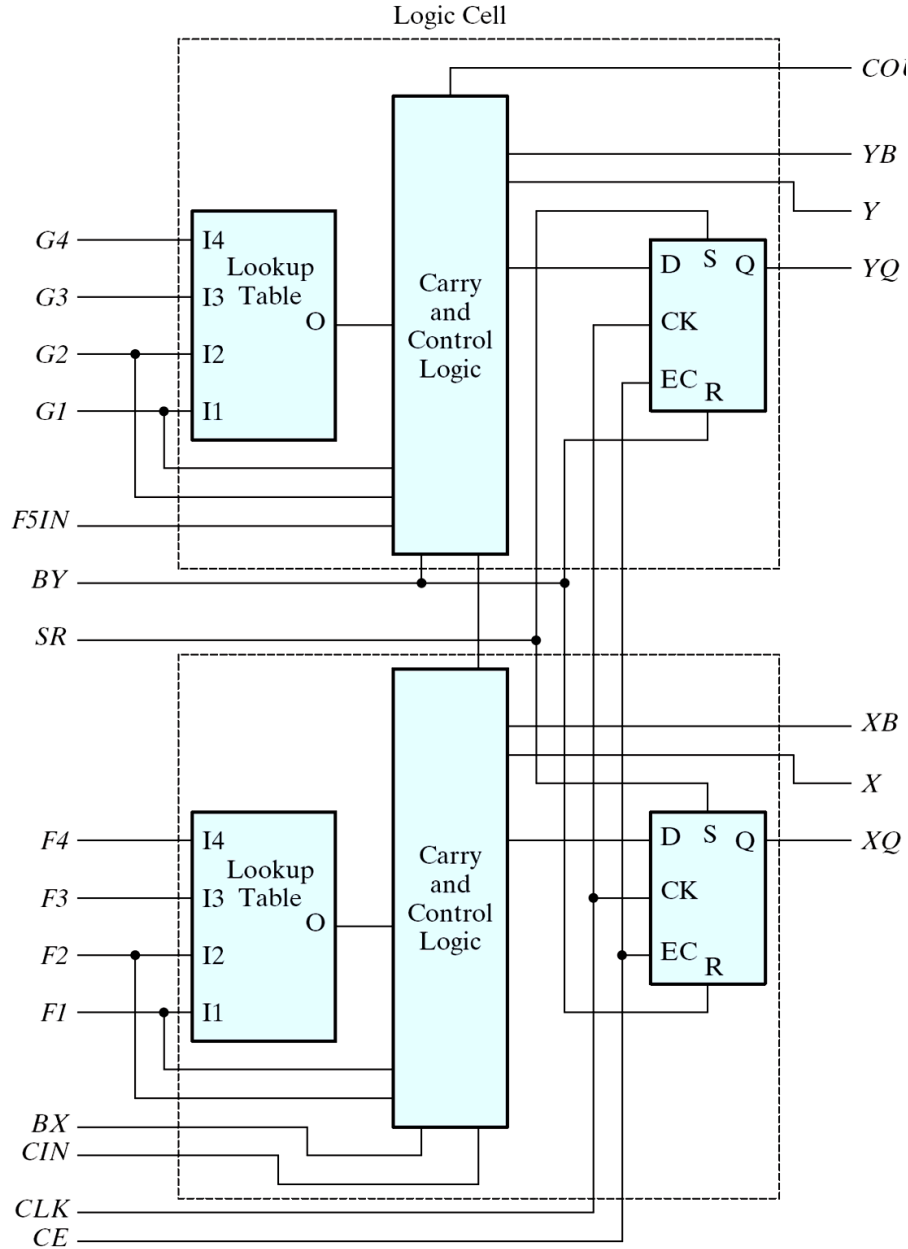 Logic Cell
COU
YB
Y
G4
I4
Lookup
Table
G3
I3
O
G2
I2
G1
I1
Carry
and
Control
Logic
D
S
Q
YQ
CK
EC
R
F5IN
BY
SR
XB
X
F4
I4
Lookup
Table
F3
I3
O
F2
I2
F1
I1
Carry
and
Control
Logic
D
S
Q
XQ
CK
EC
R
BX
CIN
CLK
CE